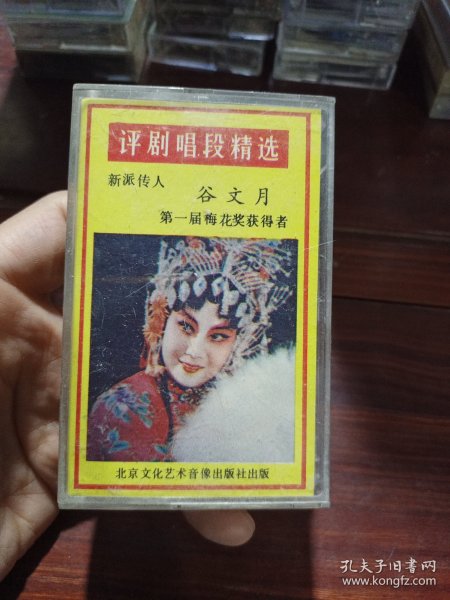 评剧唱段精选
新派传人
谷文月
第一届梅花奖获得者
北京文化艺术音像出版社出版
孔夫子旧书网
www.kongfz.com